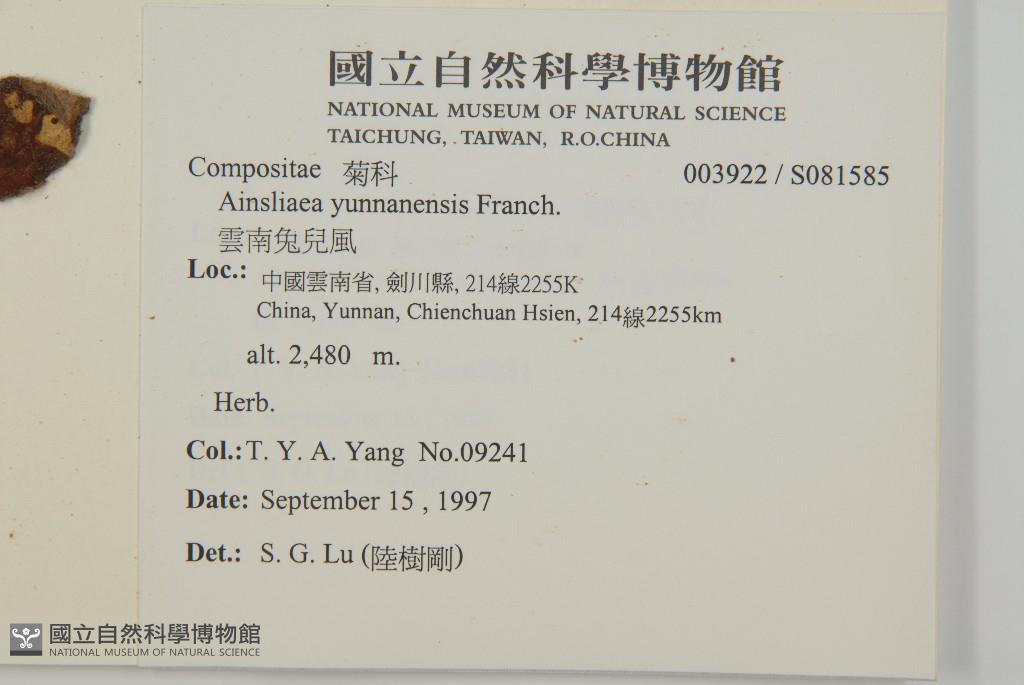 國立自然科學博物館
NATIONAL MUSEUM OF NATURAL SCIENCE
TAICHUNG, TAIWAN, R.O.CHINA
Compositae 菊科 003922 / S081585
Ainsliaea yunnanensis Franch.
雲南兔兒風
Loc.: 中國雲南省, 劍川縣, 214線2255K
China, Yunnan, Chienchuan Hsien, 214線2255km
alt. 2,480 m.
Herb.
Col.: T. Y. A. Yang No.09241
Date: September 15 , 1997
Det.: S. G. Lu (陸樹剛)
國立自然科學博物館
NATIONAL MUSEUM OF NATURAL SCIENCE